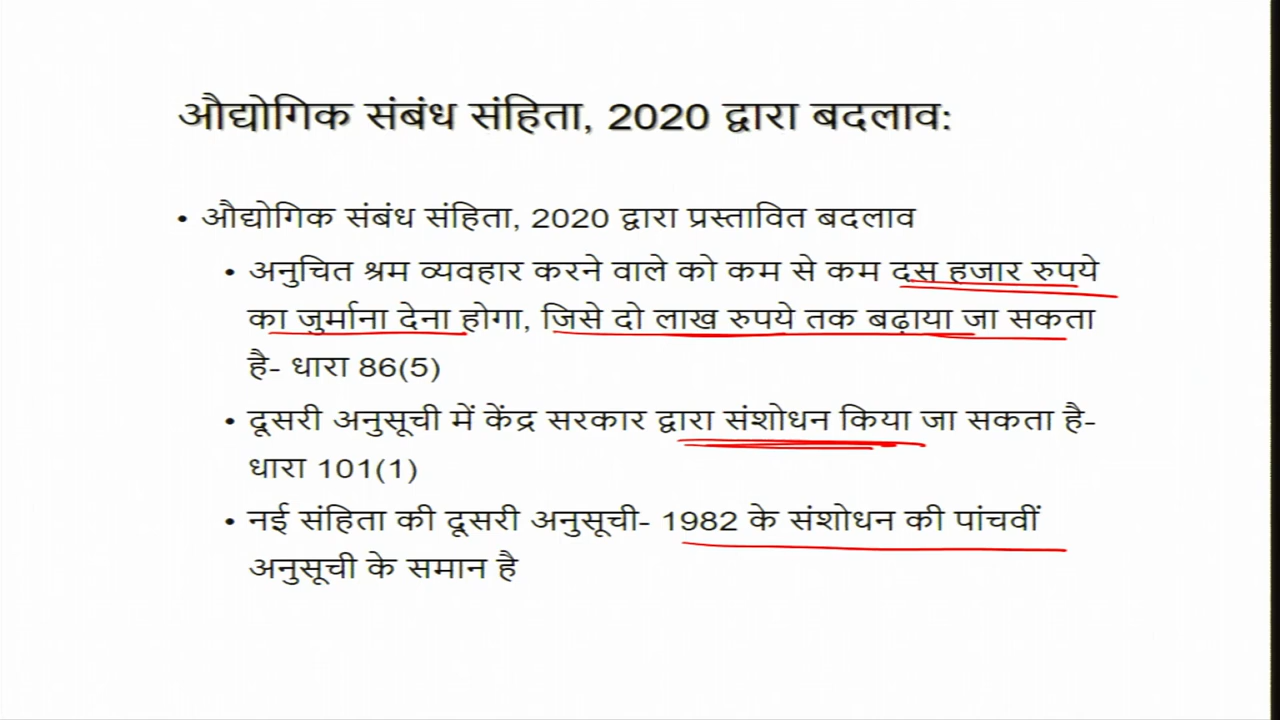 औद्योगिक संबंध संहिता, 2020 द्वारा बदलाव:
• औद्योगिक संबंध संहिता, 2020 द्वारा प्रस्तावित बदलाव
• अनुचित श्रम व्यवहार करने वाले को कम से कम दस हजार रुपये
का जुर्माना देना होगा, जिसे दो लाख रुपये तक बढ़ाया जा सकता
है- धारा 86(5)
• दूसरी अनुसूची में केंद्र सरकार द्वारा संशोधन किया जा सकता है-
धारा 101(1)
• नई संहिता की दूसरी अनुसूची- 1982 के संशोधन की पांचवीं
अनुसूची के समान है